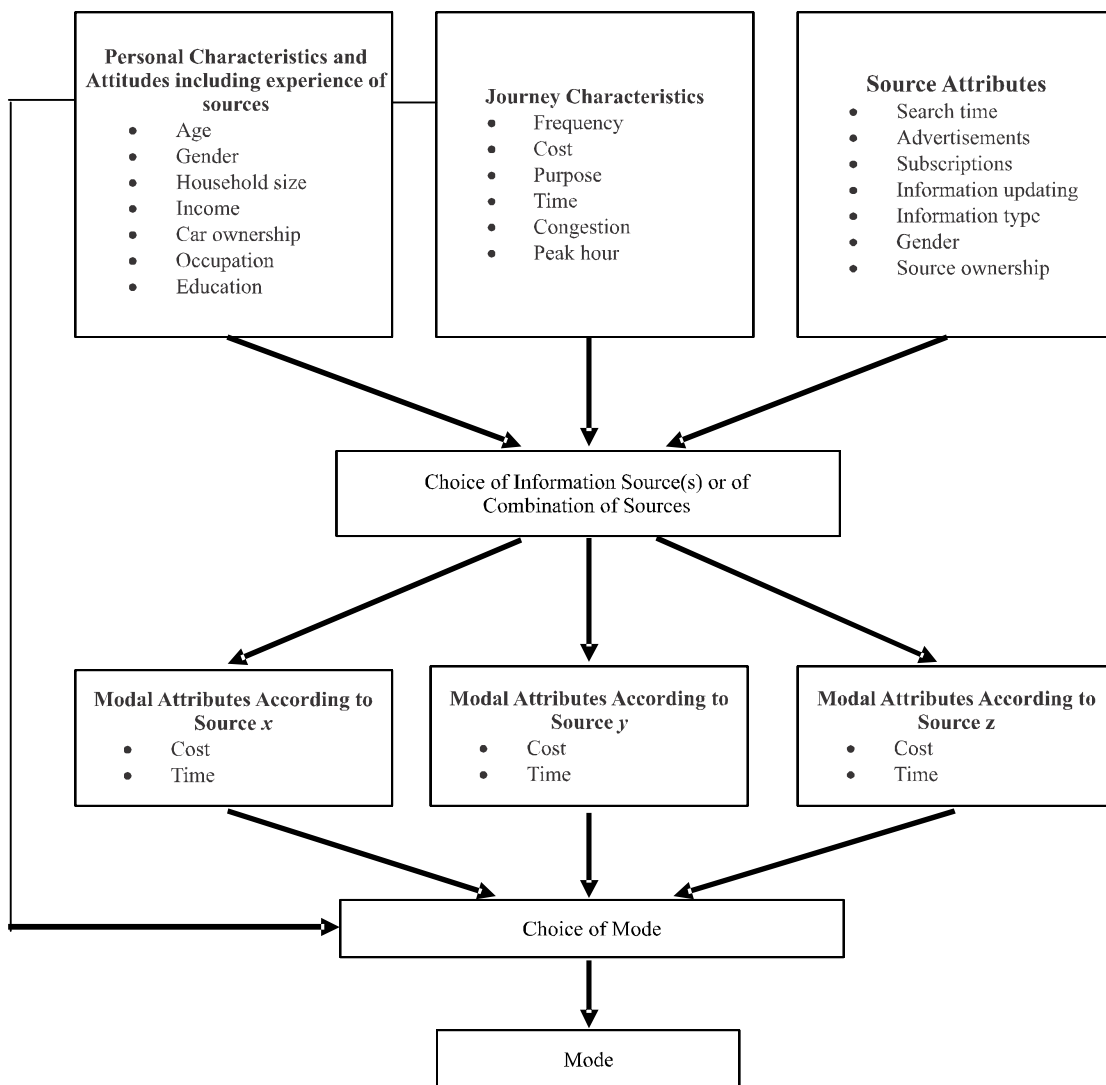 Personal Characteristics and
Attitudes including experience of
sources
• Age
• Gender
• Household size
• Income
• Car ownership
• Occupation
• Education
Journey Characteristics
• Frequency
• Cost
• Purpose
• Time
• Congestion
• Peak hour
Source Attributes
• Search time
• Advertisements
• Subscriptions
• Information updating
• Information type
• Gender
• Source ownership
Choice of Information Source(s) or of
Combination of Sources
Modal Attributes According to
Source x
• Cost
• Time
Modal Attributes According to
Source y
• Cost
• Time
Modal Attributes According to
Source z
• Cost
• Time
Choice of Mode
Mode